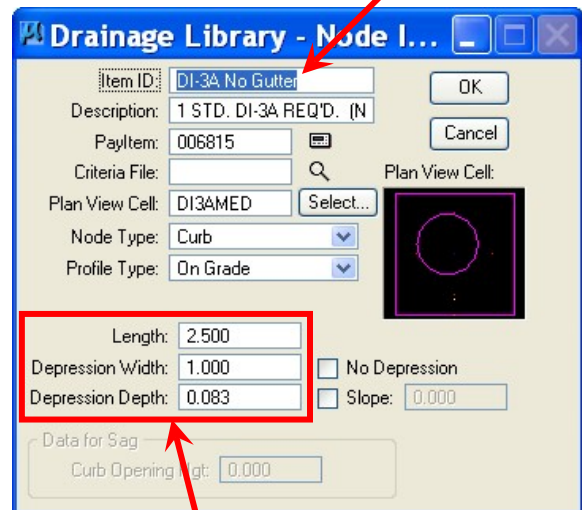 Drainage Library - Node I...
Item ID: DI-3A No Gutter
OK
Description: 1 STD. DI-3A REQ'D. (N
PayItem: 006815
Cancel
Criteria File:
Plan View Cell:
Plan View Cell: DI3AMED Select...
Node Type: Curb
Profile Type: On Grade
Length: 2.500
Depression Width: 1.000 No Depression
Depression Depth: 0.083 Slope: 0.000
Data for Sag
Curb Opening Hgt: 0.000